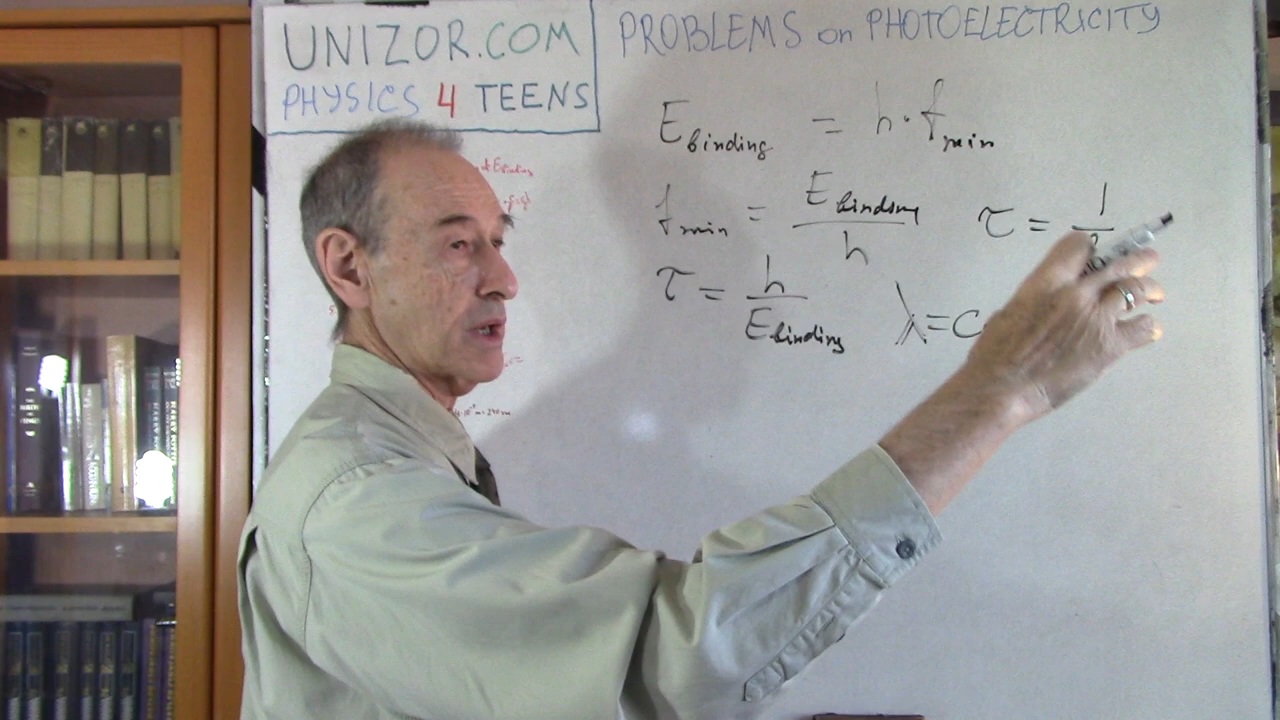 UNIZOR.COM
PHYSICS 4 TEENS
PROBLEMS on PHOTOELECTRICITY
E binding = h · f min
f min = E binding / h
τ = 1
τ = h / E binding
λ = c